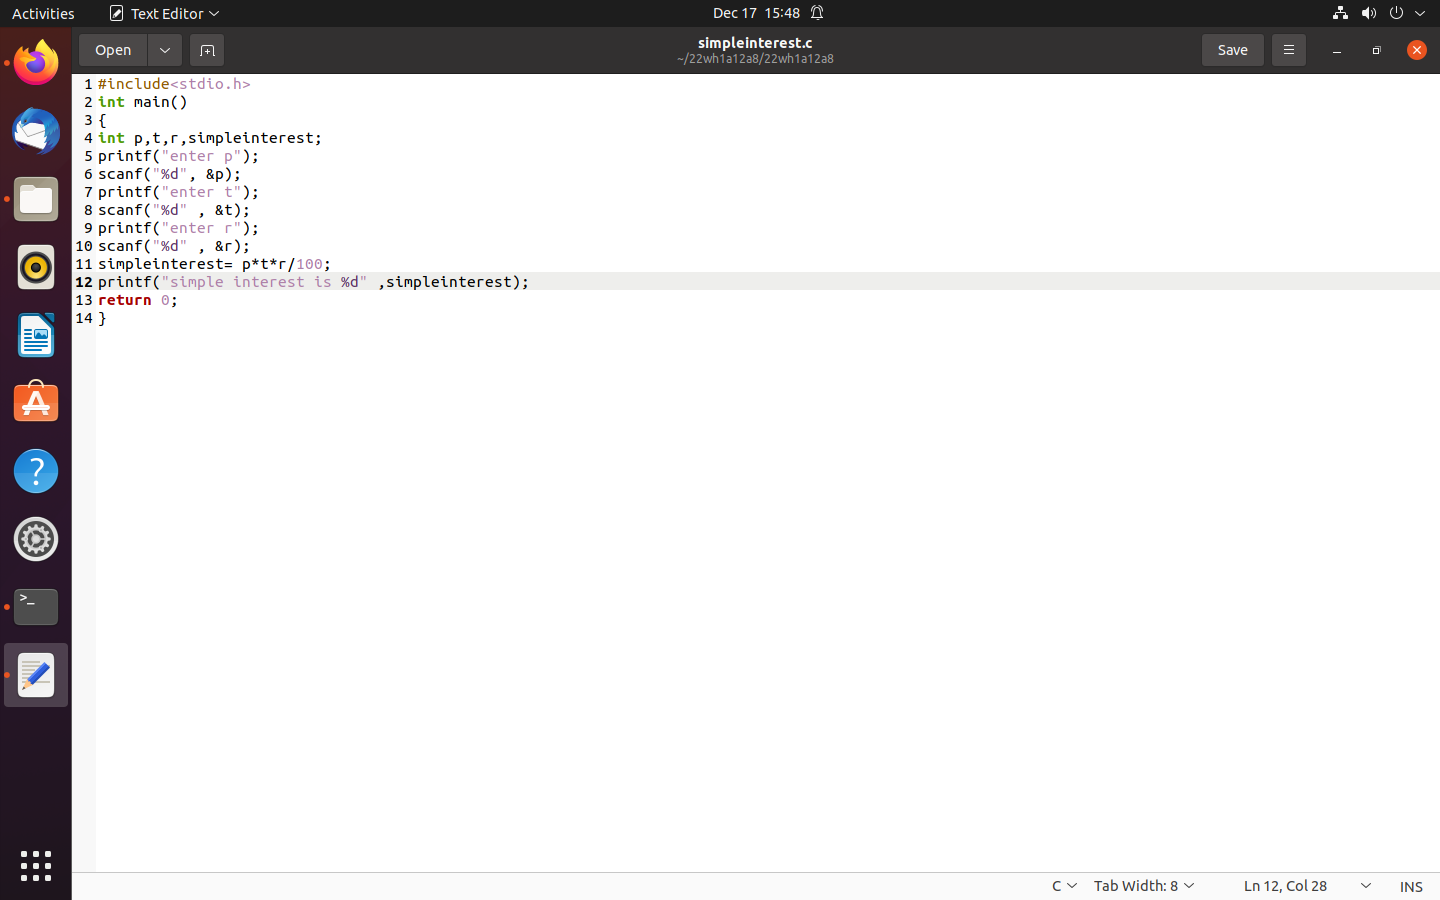 Activities Text Editor Dec 17 15:48
Open simpleinterest.c Save
~/22wh1a12a8/22wh1a12a8
1 #include<stdio.h>
2 int main()
3 {
4 int p,t,r,simpleinterest;
5 printf("enter p");
6 scanf("%d", &p);
7 printf("enter t");
8 scanf("%d" , &t);
9 printf("enter r");
10 scanf("%d" , &r);
11 simpleinterest= p*t*r/100;
12 printf("simple interest is %d" ,simpleinterest);
13 return 0;
14 }
C Tab Width: 8 Ln 12, Col 28 INS